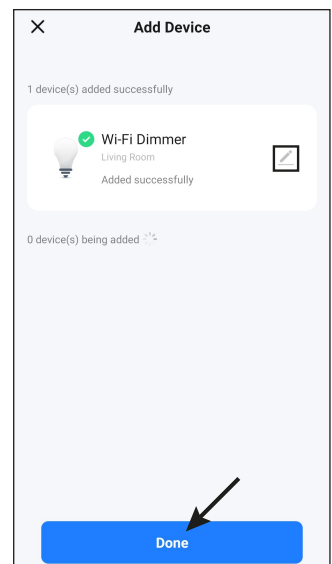 Add Device
1 device(s) added successfully
Wi-Fi Dimmer
Living Room
Added successfully
0 device(s) being added
Done